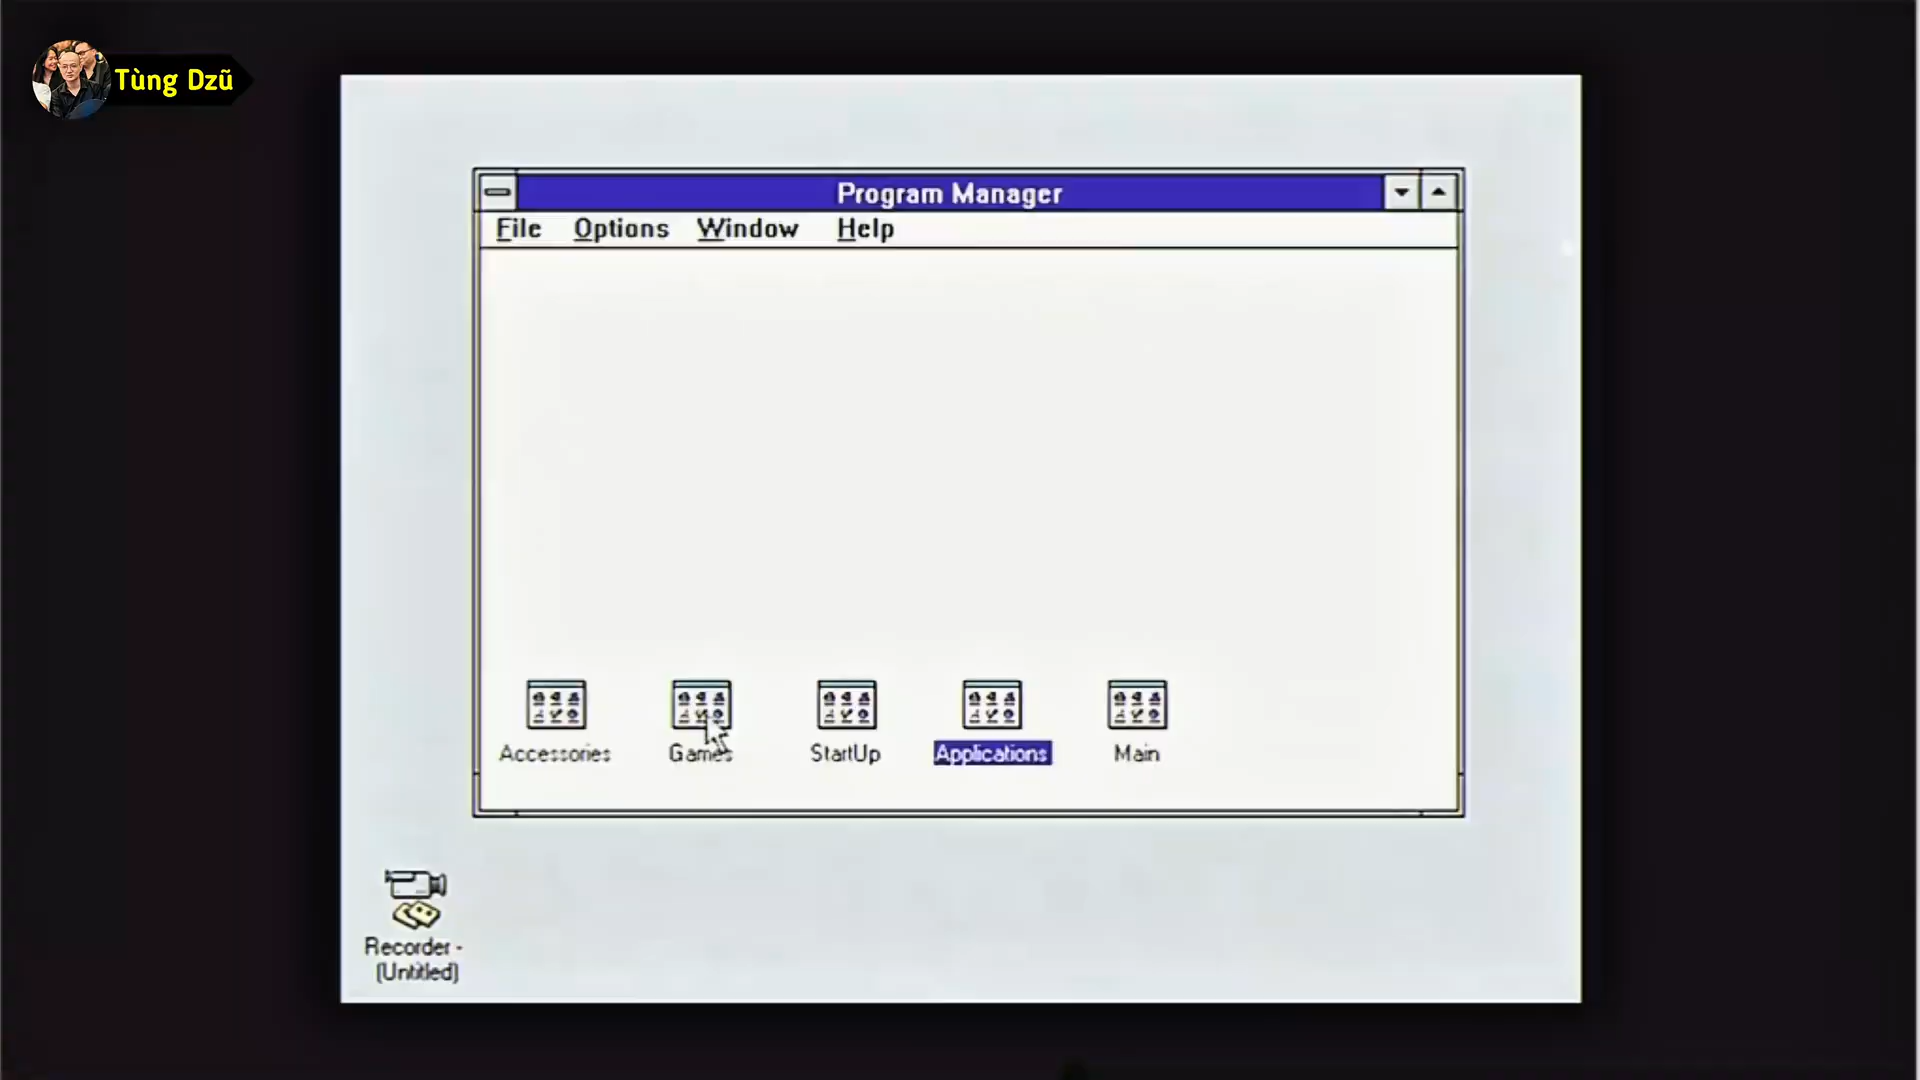 Tùng Dzũ
Program Manager
File Options Window Help
Accessories Games StartUp Applications Main
Recorder -
(Untitled)